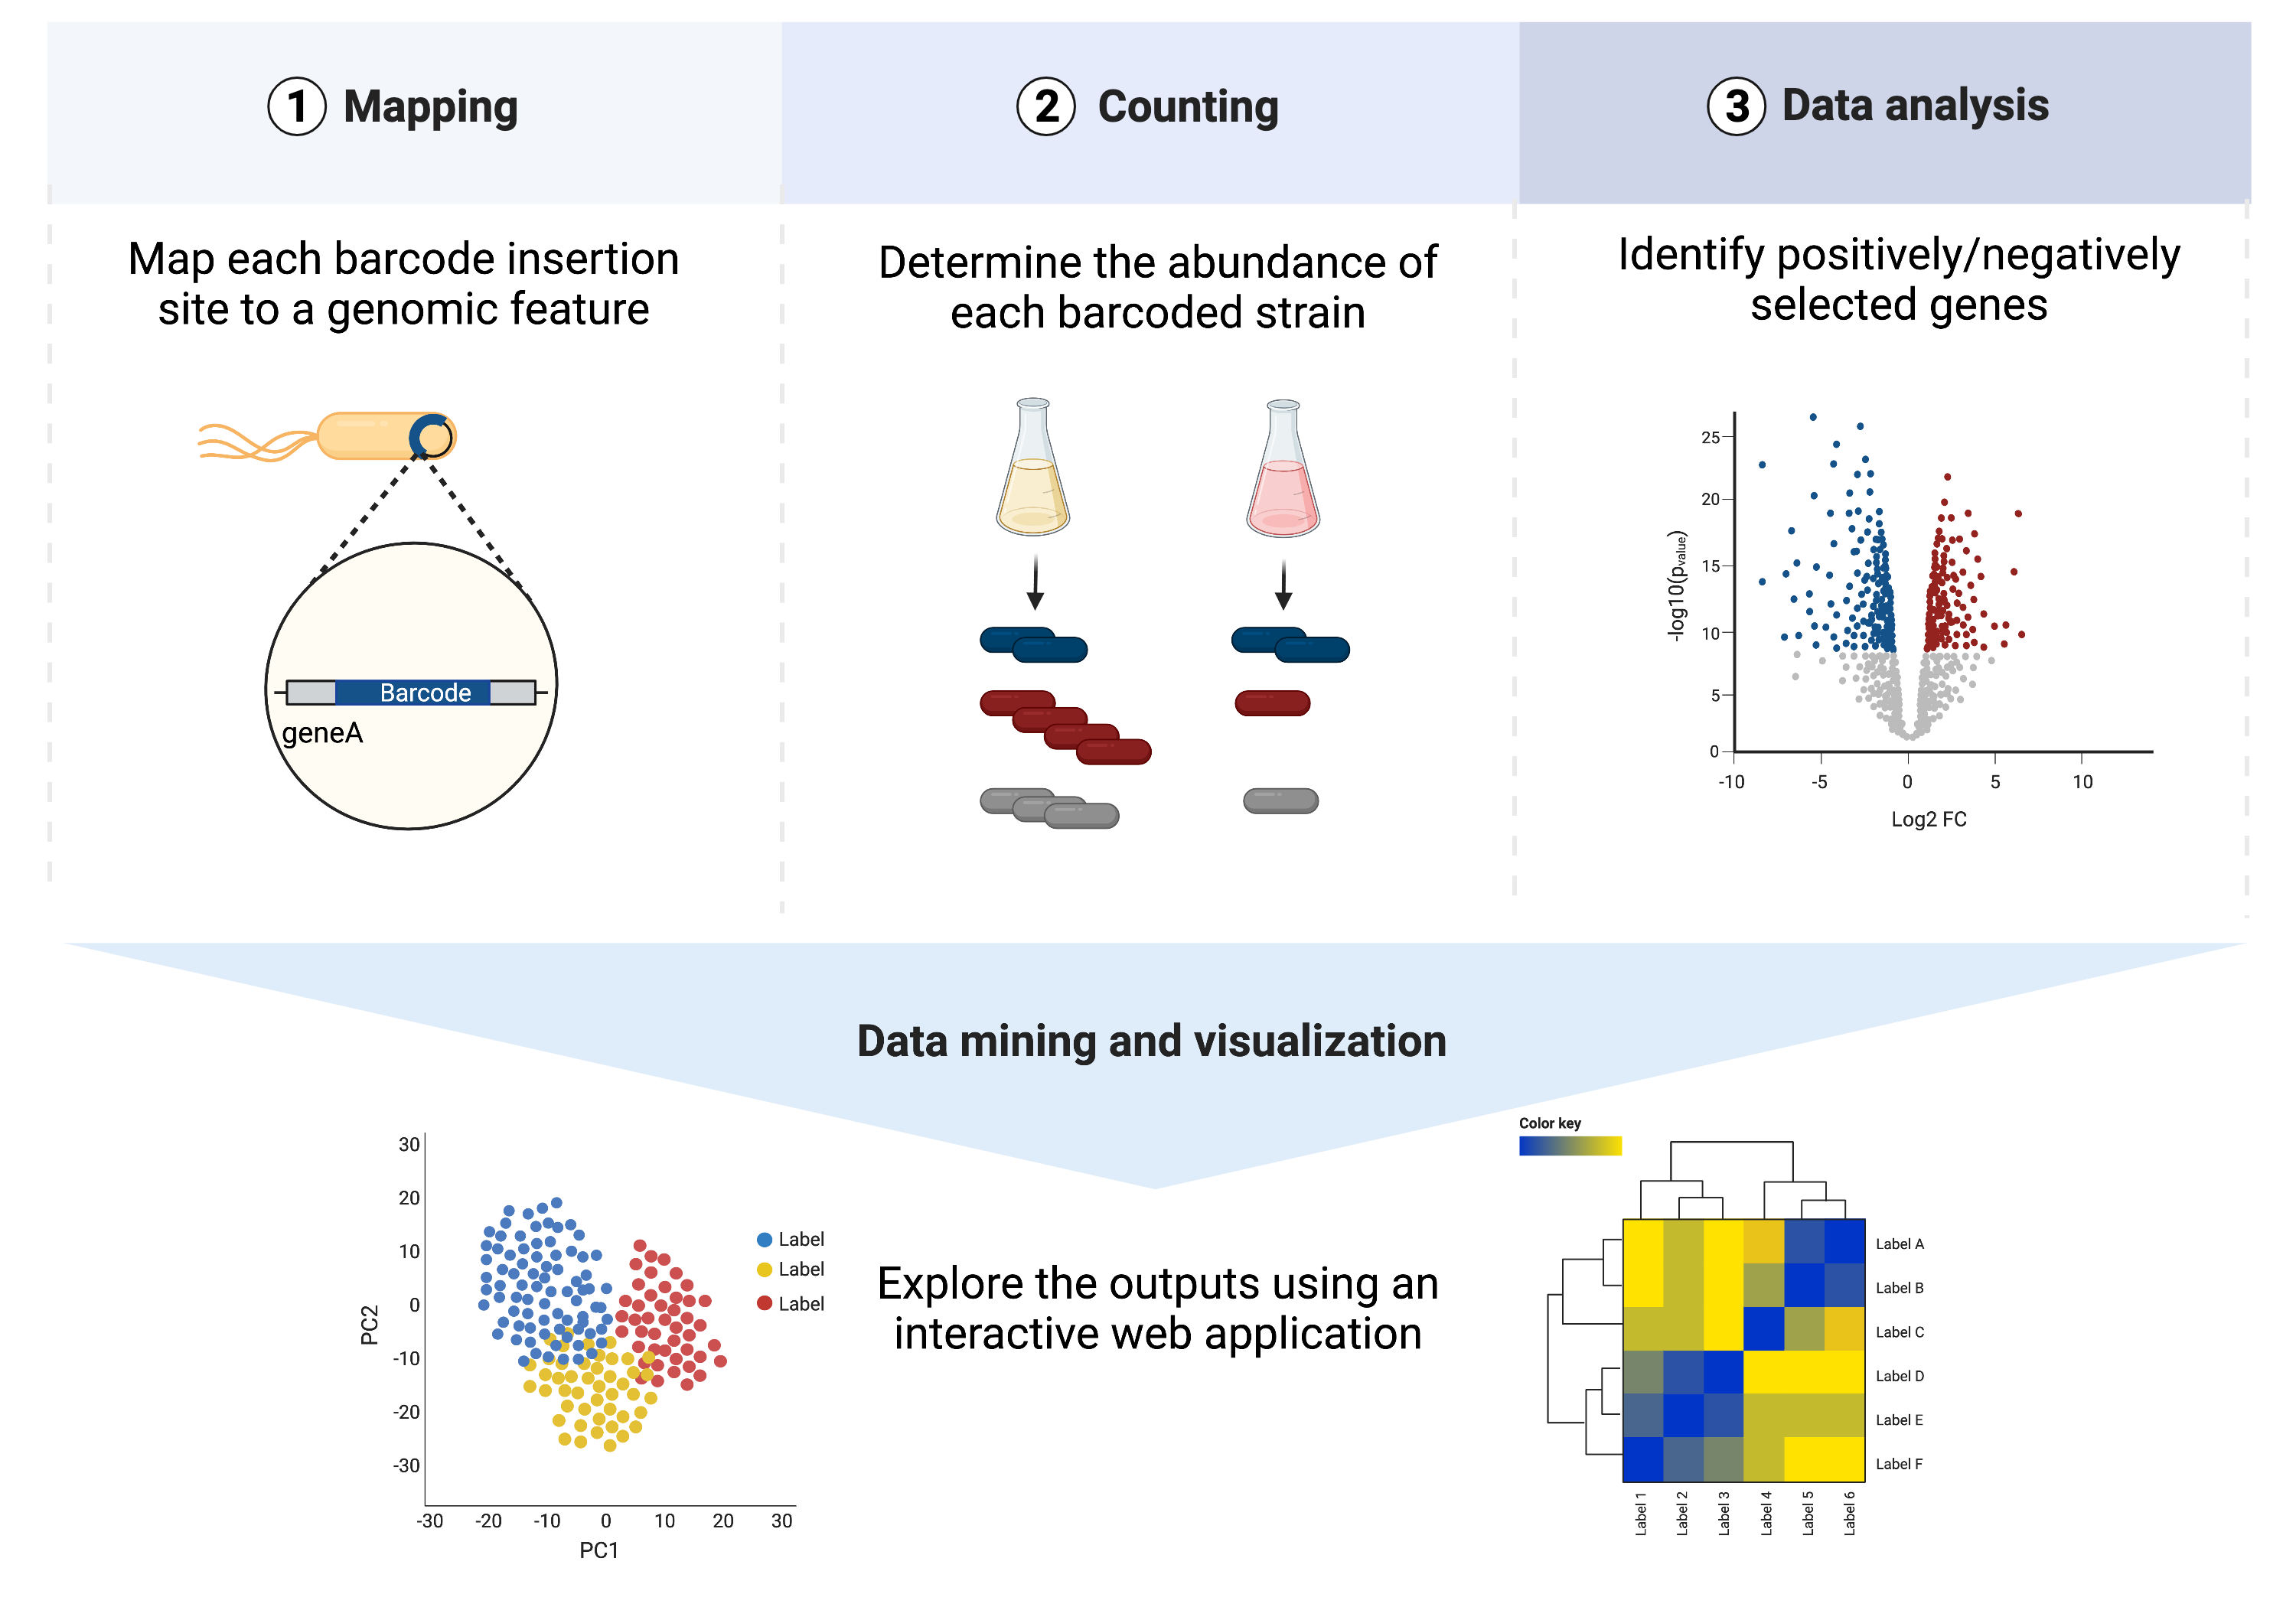 1 Mapping
2 Counting
3 Data analysis
Map each barcode insertion
site to a genomic feature
Determine the abundance of
each barcoded strain
Identify positively/negatively
selected genes
Barcode
geneA
25
20
15
10
5
0
-log10(pvalue)
-10 -5 0 5 10
Log2 FC
Data mining and visualization
30
20
10
0
-10
-20
-30
PC2
-30 -20 -10 0 10 20 30
PC1
Label
Label
Label
Explore the outputs using an
interactive web application
Color key
Label A
Label B
Label C
Label D
Label E
Label F
Label 1
Label 2
Label 3
Label 4
Label 5
Label 6